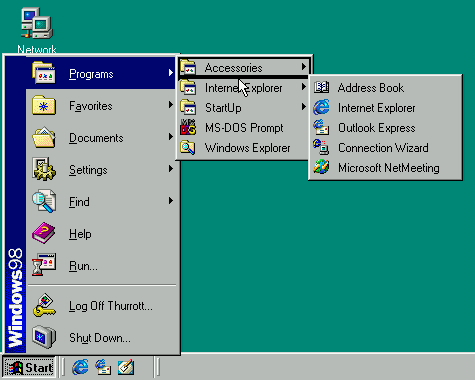 Network
Programs
Favorites
Documents
Settings
Find
Help
Run...
Log Off Thurrott...
Shut Down...
Windows98
Accessories
Internet Explorer
StartUp
MS-DOS Prompt
Windows Explorer
Address Book
Internet Explorer
Outlook Express
Connection Wizard
Microsoft NetMeeting
Start